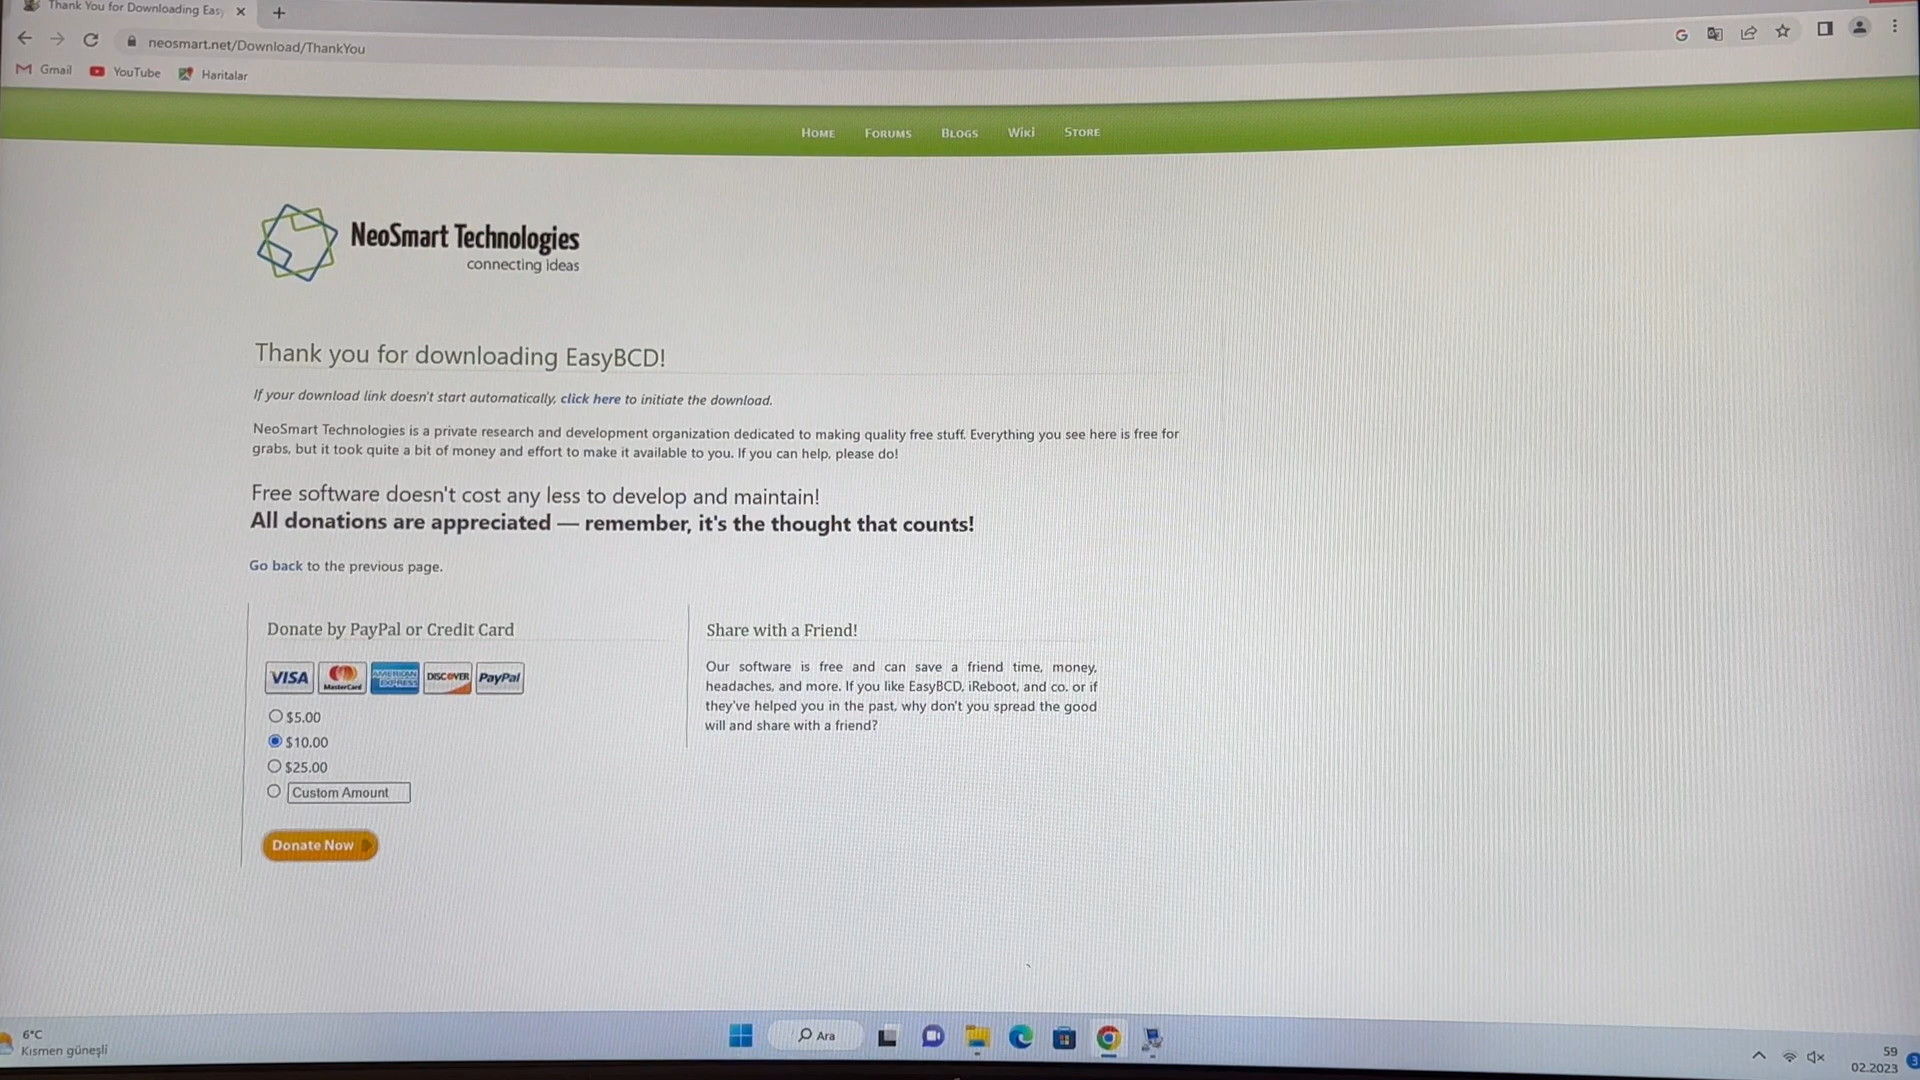 Thank You for Downloading Eas
neosmart.net/Download/ThankYou
Gmail YouTube Haritalar
Home Forums Blogs Wiki Store
NeoSmart Technologies
connecting ideas
Thank you for downloading EasyBCD!
If your download link doesn't start automatically, click here to initiate the download.
NeoSmart Technologies is a private research and development organization dedicated to making quality free stuff. Everything you see here is free for
grabs, but it took quite a bit of money and effort to make it available to you. If you can help, please do!
Free software doesn't cost any less to develop and maintain!
All donations are appreciated — remember, it's the thought that counts!
Go back to the previous page.
Donate by PayPal or Credit Card
VISA MasterCard AMERICAN EXPRESS DISCOVER PayPal
$5.00
$10.00
$25.00
Custom Amount
Donate Now
Share with a Friend!
Our software is free and can save a friend time, money,
headaches, and more. If you like EasyBCD, iReboot, and co. or if
they've helped you in the past, why don't you spread the good
will and share with a friend?
6°C
Kısmen güneşli
Ara
59
02.2023
3